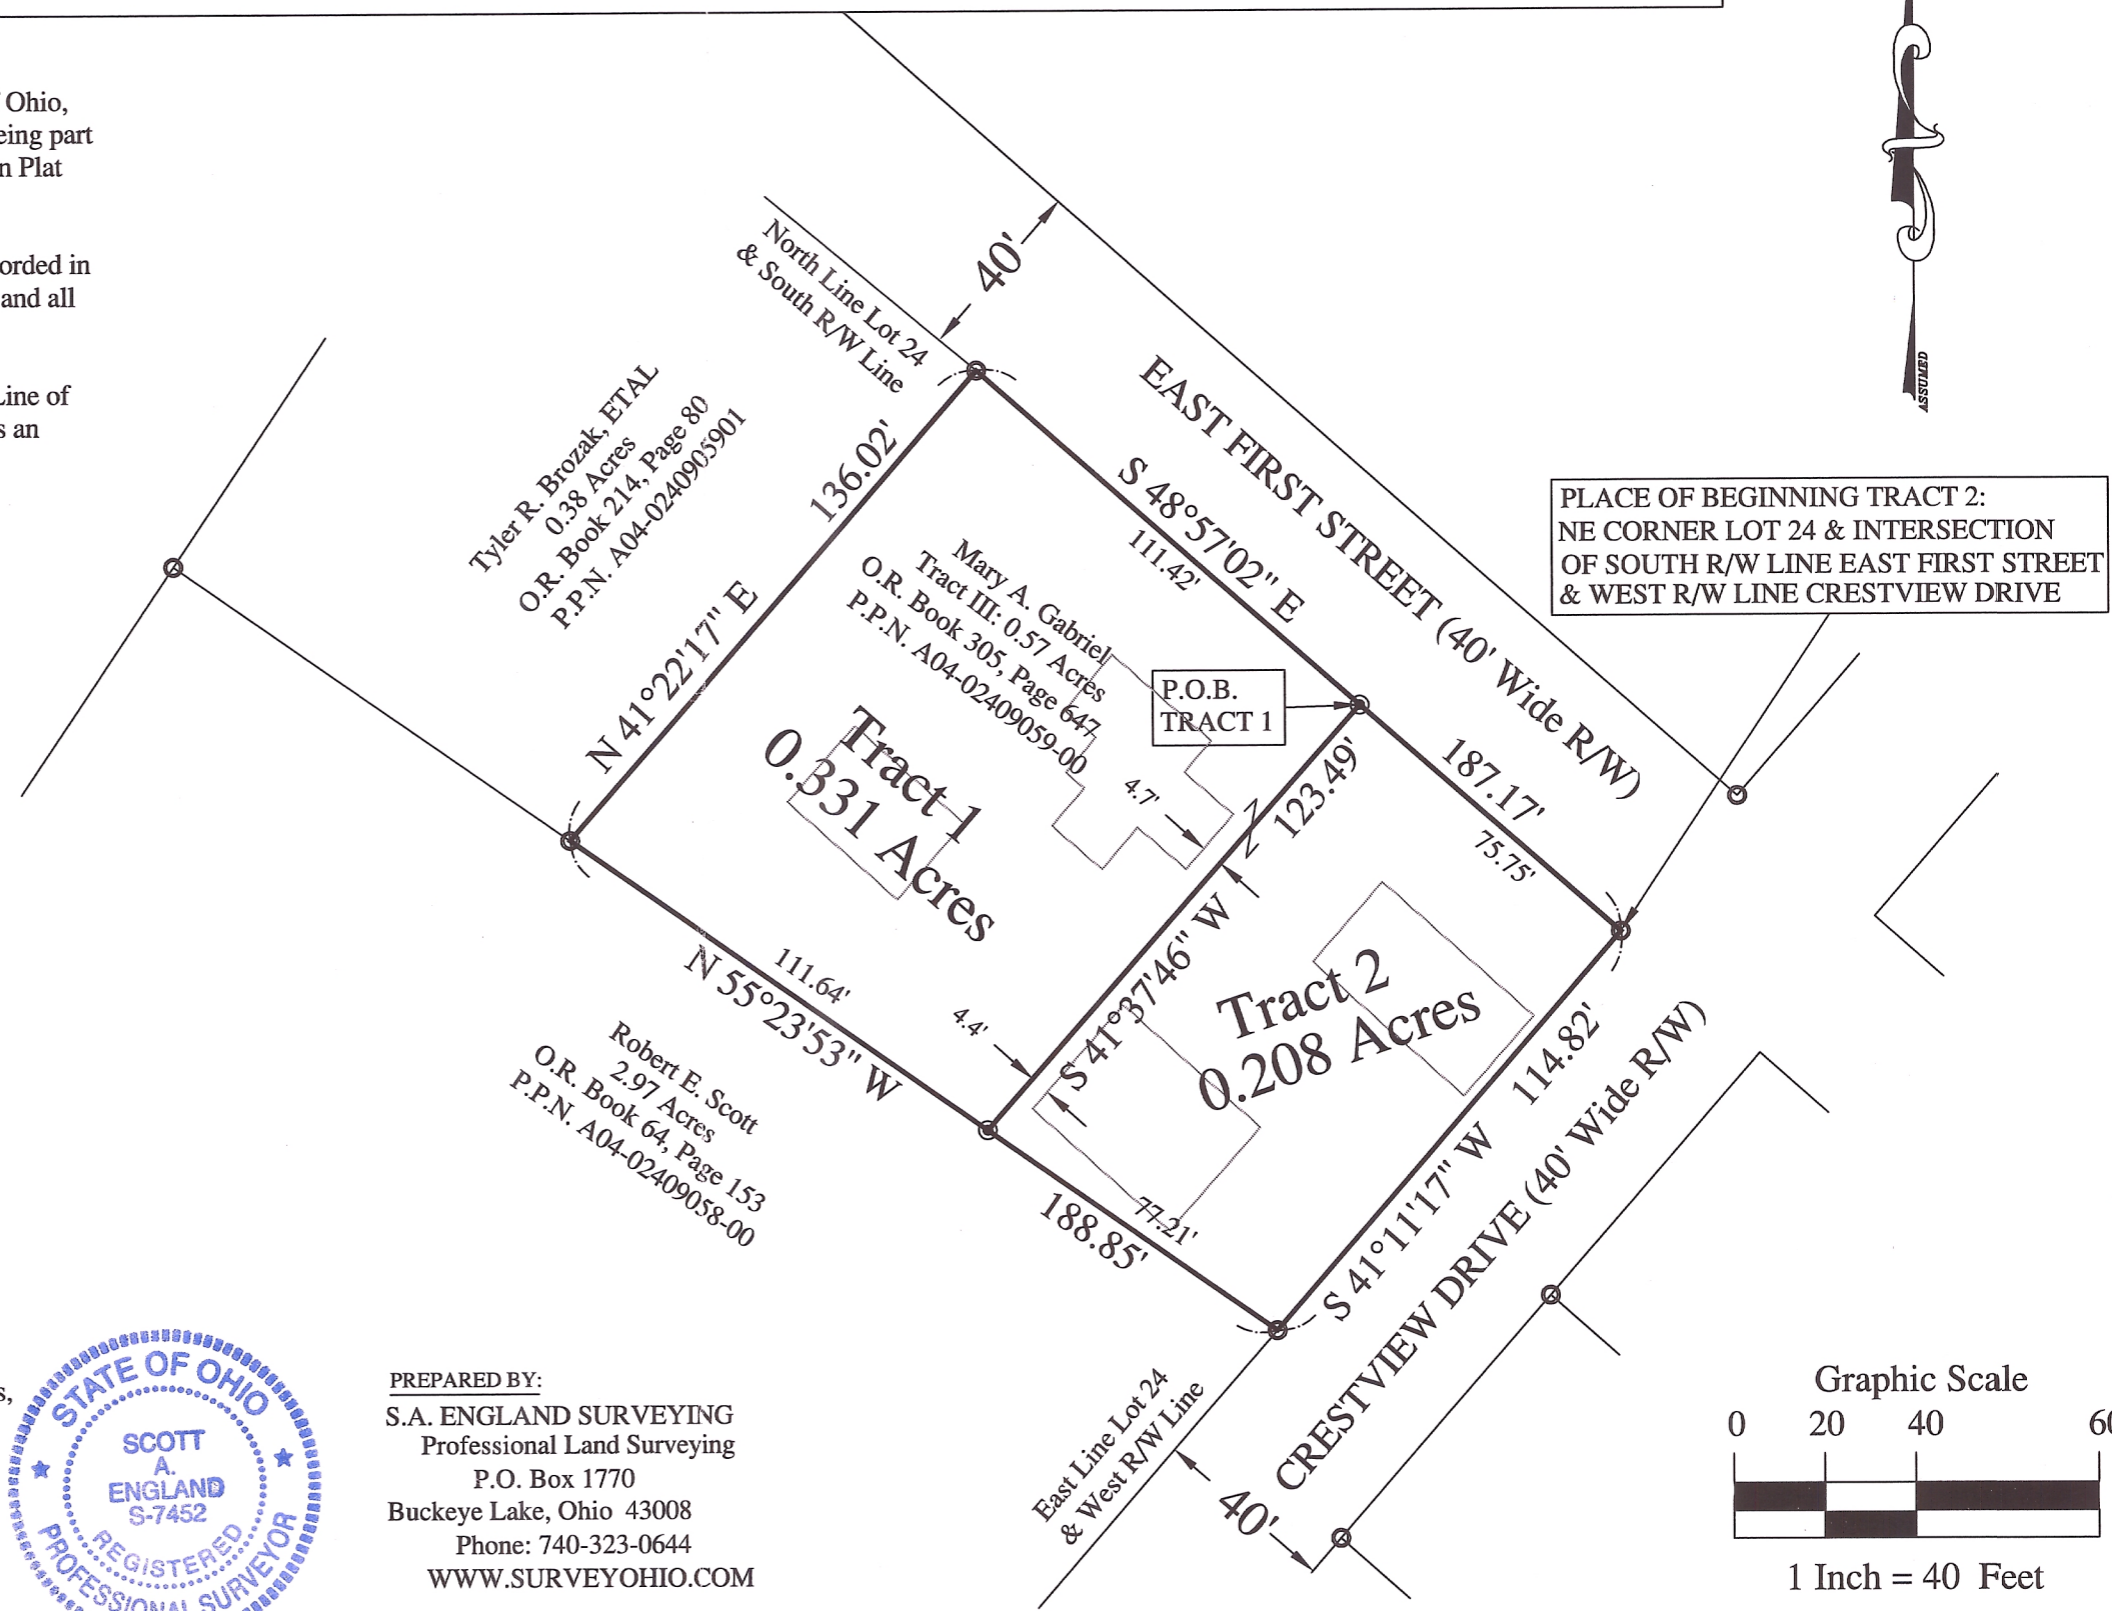 Ohio,
eing part
n Plat
orded in
and all
Line of
s an
s,
North Line Lot 24
& South R/W Line
40'
ASSUMED
Tyler R. Brozak, ETAL
0.38 Acres
O.R. Book 214, Page 80
P.P.N. A04-0240905901
136.02'
N 41°22'17" E
S 48°57'02" E
111.42'
EAST FIRST STREET (40' Wide R/W)
PLACE OF BEGINNING TRACT 2:
NE CORNER LOT 24 & INTERSECTION
OF SOUTH R/W LINE EAST FIRST STREET
& WEST R/W LINE CRESTVIEW DRIVE
Mary A. Gabriel
Tract III: 0.57 Acres
O.R. Book 305, Page 647
P.P.N. A04-02409059-00
P.O.B.
TRACT 1
Tract 1
0.331 Acres
4.7'
123.49'
187.17'
75.75'
S 41°37'46" W
4.4'
Tract 2
0.208 Acres
111.64'
N 55°23'53" W
Robert E. Scott
2.97 Acres
O.R. Book 64, Page 153
P.P.N. A04-02409058-00
77.21'
188.85'
114.82'
S 41°11'17" W
CRESTVIEW DRIVE (40' Wide R/W)
East Line Lot 24
& West R/W Line
40'
STATE OF OHIO
SCOTT
A.
ENGLAND
S-7452
REGISTERED
PROFESSIONAL SURVEYOR
PREPARED BY:
S.A. ENGLAND SURVEYING
Professional Land Surveying
P.O. Box 1770
Buckeye Lake, Ohio 43008
Phone: 740-323-0644
WWW.SURVEYOHIO.COM
Graphic Scale
0 20 40 60
1 Inch = 40 Feet